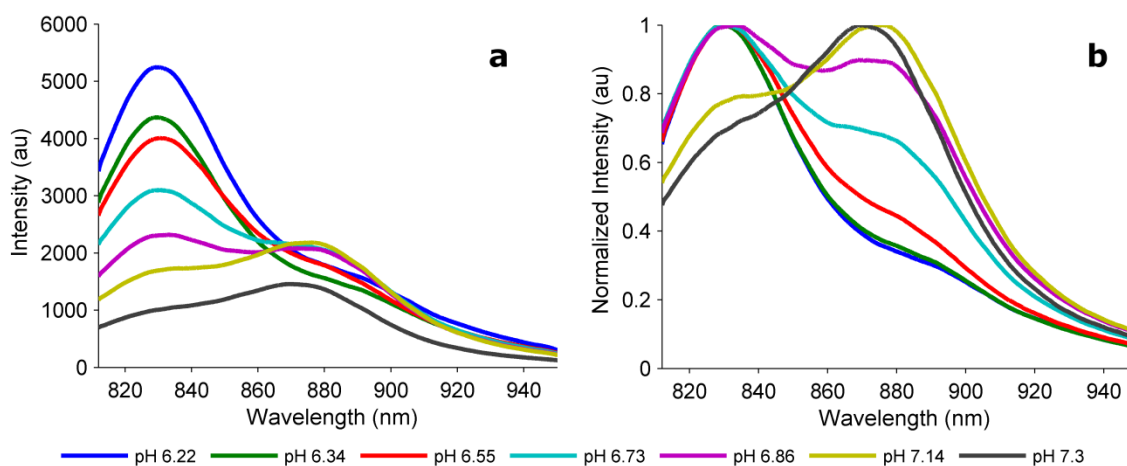 a
Intensity (au)
6000
5000
4000
3000
2000
1000
0
820 840 860 880 900 920 940
Wavelength (nm)
b
Normalized Intensity (au)
1
0.8
0.6
0.4
0.2
0
820 840 860 880 900 920 940
Wavelength (nm)
pH 6.22 pH 6.34 pH 6.55 pH 6.73 pH 6.86 pH 7.14 pH 7.3